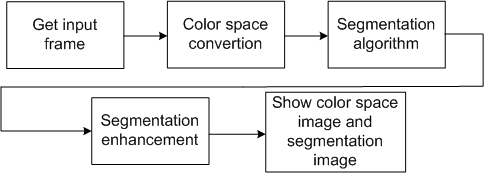 Get input
frame
Color space
convertion
Segmentation
algorithm
Segmentation
enhancement
Show color space
image and
segmentation
image